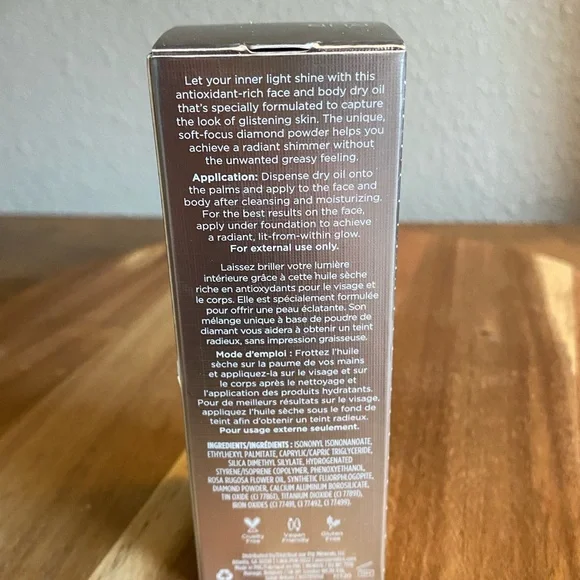 Let your inner light shine with this
antioxidant-rich face and body dry oil
that's specially formulated to capture
the look of glistening skin. The unique,
soft-focus diamond powder helps you
achieve a radiant shimmer without
the unwanted greasy feeling.
Application: Dispense dry oil onto
the palms and apply to the face and
body after cleansing and moisturizing.
For the best results on the face,
apply under foundation to achieve
a radiant, lit-from-within glow.
For external use only.
Laissez briller votre lumière
intérieure grâce à cette huile sèche
riche en antioxydants pour le visage et
le corps. Elle est spécialement formulée
pour offrir une peau éclatante. Son
mélange unique à base de poudre de
diamant vous aidera à obtenir un teint
radieux, sans impression graisseuse.
Mode d'emploi : Frottez l'huile
sèche sur la paume de vos mains
et appliquez-la sur le visage et sur
le corps après le nettoyage et
l'application des produits hydratants.
Pour de meilleurs résultats sur le visage,
appliquez l'huile sèche sous le fond de
teint afin d'obtenir un teint radieux.
Pour usage externe seulement.
INGREDIENTS/INGRÉDIENTS: ISONONYL ISONONANOATE,
ETHYLHEXYL PALMITATE, CAPRYLIC/CAPRIC TRIGLYCERIDE,
SILICA DIMETHYL SILYLATE, HYDROGENATED
STYRENE/ISOPRENE COPOLYMER, PHENOXYETHANOL,
ROSA RUGOSA FLOWER OIL, SYNTHETIC FLUORPHLOGOPITE,
DIAMOND POWDER, CALCIUM ALUMINUM BOROSILICATE,
TIN OXIDE (CI 77861), TITANIUM DIOXIDE (CI 77891),
IRON OXIDES (CI 77491, CI 77492, CI 77499).
Cruelty
Free
Vegan
Friendly
Gluten
Free